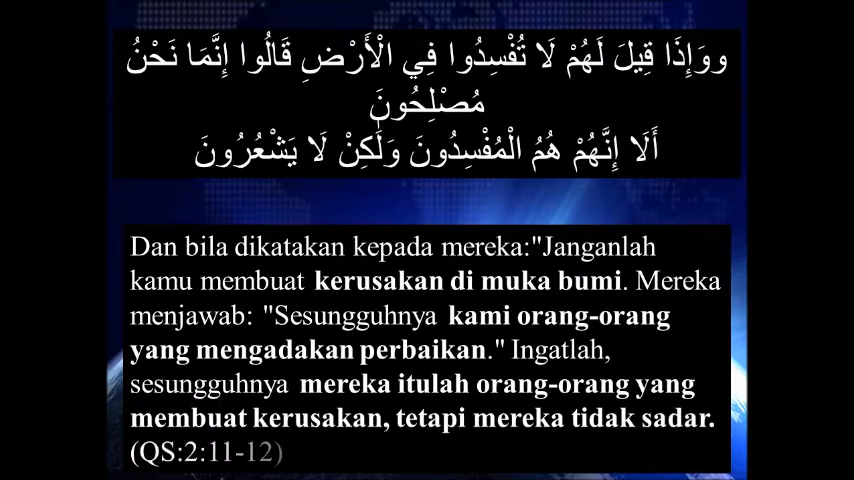 ووَإِذَا قِيلَ لَهُمْ لَا تُفْسِدُوا فِي الْأَرْضِ قَالُوا إِنَّمَا نَحْنُ
مُصْلِحُونَ
أَلَا إِنَّهُمْ هُمُ الْمُفْسِدُونَ وَلَٰكِنْ لَا يَشْعُرُونَ
Dan bila dikatakan kepada mereka:"Janganlah
kamu membuat kerusakan di muka bumi. Mereka
menjawab: "Sesungguhnya kami orang-orang
yang mengadakan perbaikan." Ingatlah,
sesungguhnya mereka itulah orang-orang yang
membuat kerusakan, tetapi mereka tidak sadar.
(QS:2:11-12)